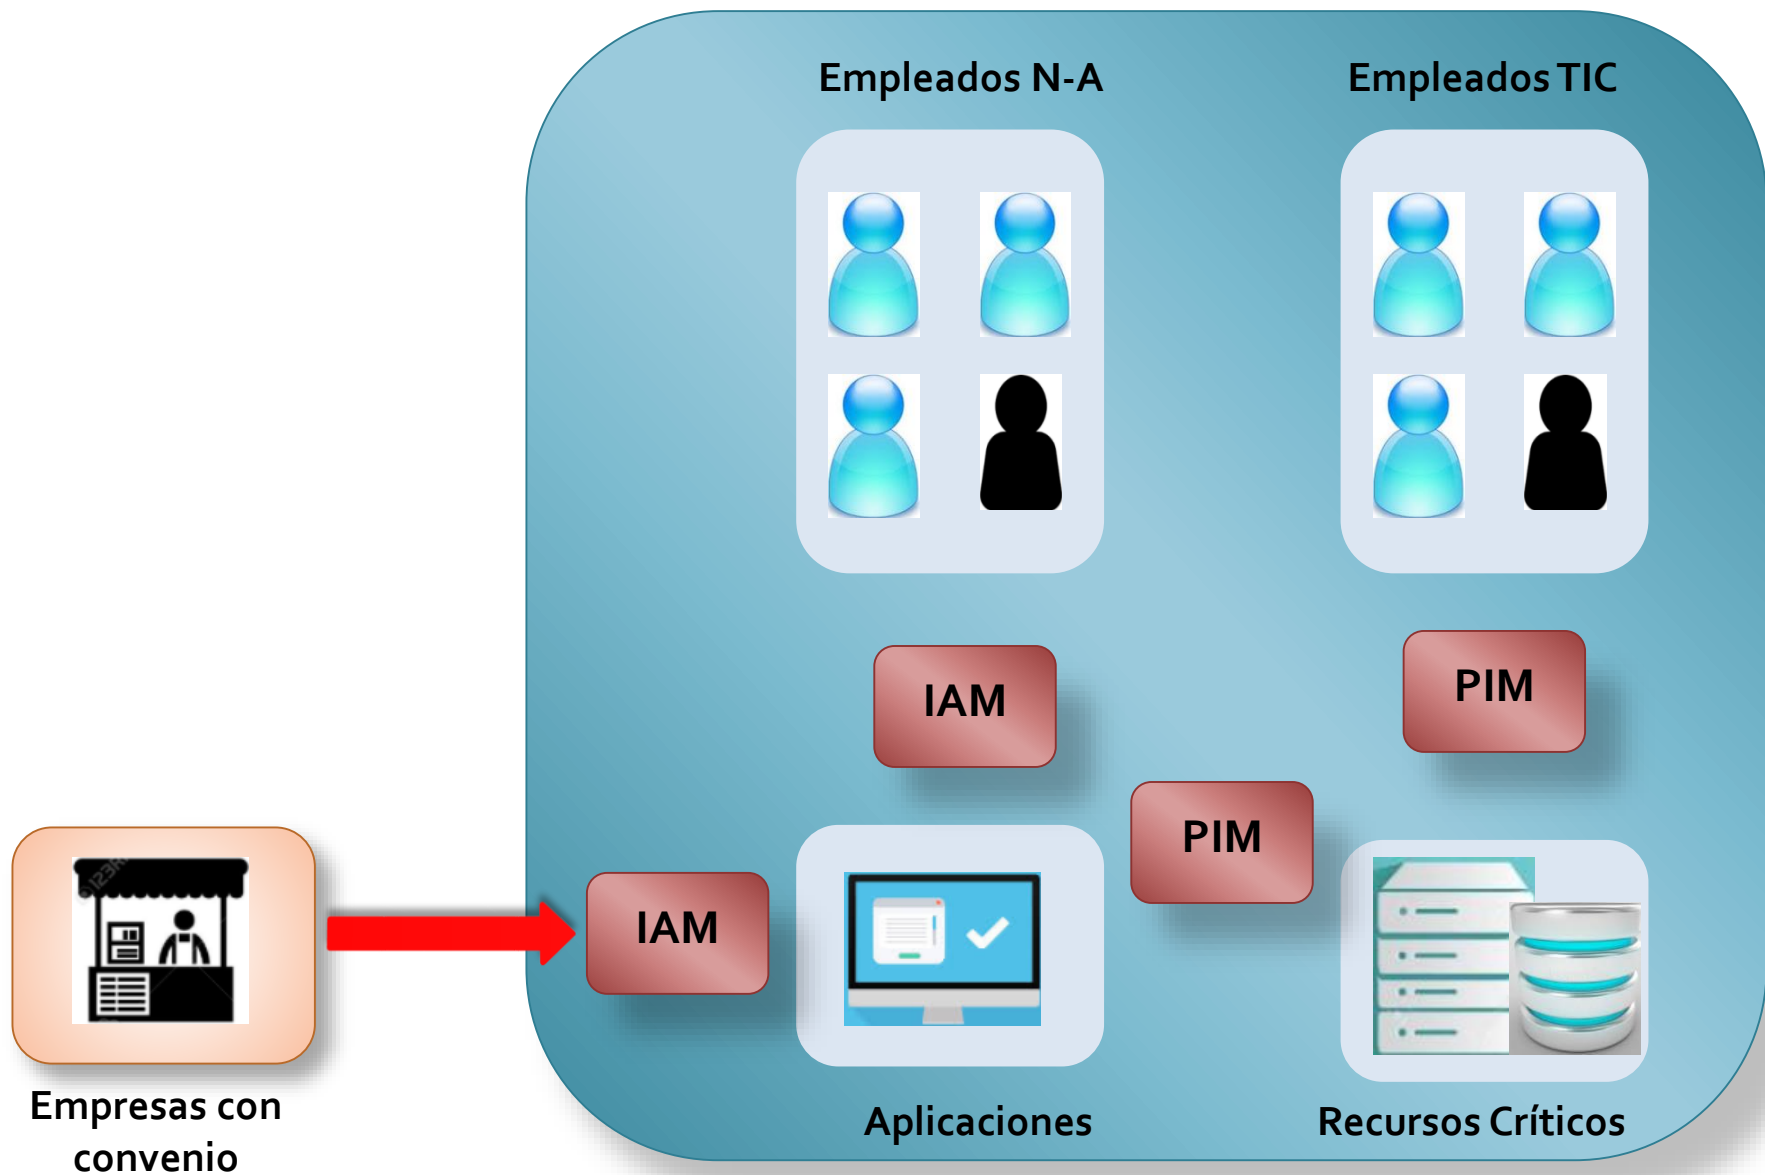 Empleados N-A
Empleados TIC
IAM
PIM
PIM
IAM
Empresas con
convenio
Aplicaciones
Recursos Críticos